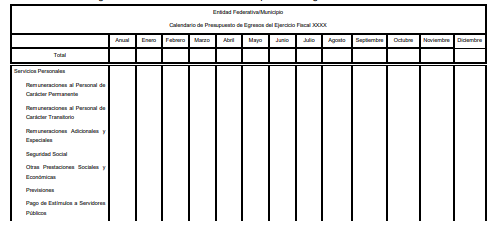 Entidad Federativa/Municipio
Calendario de Presupuesto de Egresos del Ejercicio Fiscal XXXX
Anual Enero Febrero Marzo Abril Mayo Junio Julio Agosto Septiembre Octubre Noviembre Diciembre
Total
Servicios Personales
Remuneraciones al Personal de
Carácter Permanente
Remuneraciones al Personal de
Carácter Transitorio
Remuneraciones Adicionales y
Especiales
Seguridad Social
Otras Prestaciones Sociales y
Económicas
Previsiones
Pago de Estímulos a Servidores
Públicos